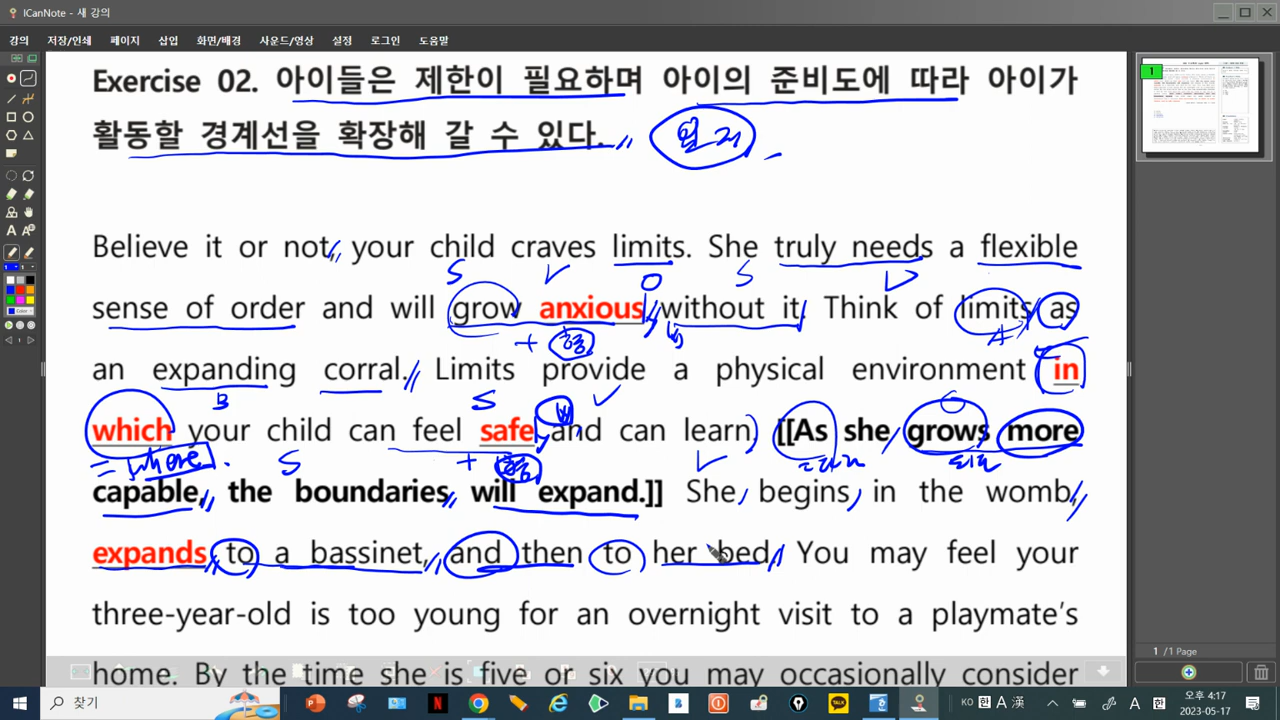 ICanNote - 새 강의
강의 저장/인쇄 페이지 삽입 화면/배경 사운드/영상 설정 로그인 도움말
Exercise 02. 아이들은 제한이 필요하며 아이의 준비도에 따라 아이가
활동할 경계선을 확장해 갈 수 있다.
Believe it or not, your child craves limits. She truly needs a flexible
S V O S V
sense of order and will grow anxious without it. Think of limits as
+ 형 A
an expanding corral. Limits provide a physical environment in
B S V
which your child can feel safe and can learn. [[As she grows more
= where. S + 형 V
capable, the boundaries will expand.]] She begins in the womb,
expands to a bassinet, and then to her bed. You may feel your
three-year-old is too young for an overnight visit to a playmate's
home. By the time she is five or six you may occasionally consider
1
1 /1 Page
찾기
KO 한 A 漢
오후 4:17
2023-05-17